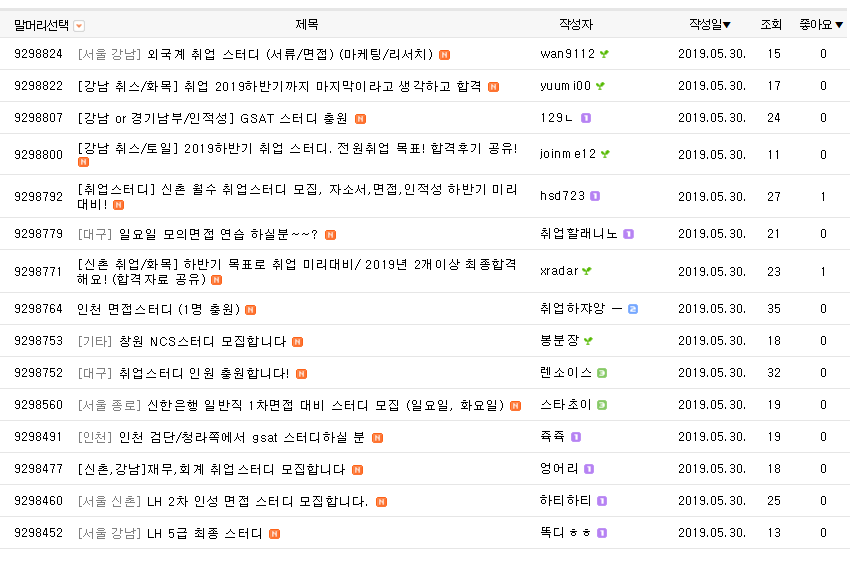 말머리선택 제목 작성자 작성일▼ 조회 좋아요▼
9298824 [서울 강남] 외국계 취업 스터디 (서류/면접) (마케팅/리서치) N wan9112 2019.05.30. 15 0
9298822 [강남 취스/화목] 취업 2019하반기까지 마지막이라고 생각하고 합격 N yuumi00 2019.05.30. 17 0
9298807 [강남 or 경기남부/인적성] GSAT 스터디 충원 N 129ㄴ 1 2019.05.30. 24 0
9298800 [강남 취스/토일] 2019하반기 취업 스터디. 전원취업 목표! 합격후기 공유! joinme12 2019.05.30. 11 0
N
9298792 [취업스터디] 신촌 월수 취업스터디 모집, 자소서,면접,인적성 하반기 미리 hsd723 1 2019.05.30. 27 1
대비! N
9298779 [대구] 일요일 모의면접 연습 하실분~~? N 취업할래니노 1 2019.05.30. 21 0
9298771 [신촌 취업/화목] 하반기 목표로 취업 미리대비/ 2019년 2개이상 최종합격 xradar 2019.05.30. 23 1
해요! (합격자료 공유) N
9298764 인천 면접스터디 (1명 충원) N 취업하쟈앙 ㅡ 2 2019.05.30. 35 0
9298753 [기타] 창원 NCS스터디 모집합니다 N 봉분장 2019.05.30. 18 0
9298752 [대구] 취업스터디 인원 충원합니다! N 렌소이스 3 2019.05.30. 32 0
9298560 [서울 종로] 신한은행 일반직 1차면접 대비 스터디 모집 (일요일, 화요일) N 스타초이 3 2019.05.30. 19 0
9298491 [인천] 인천 검단/청라쪽에서 gsat 스터디하실 분 N 쥭쥭 1 2019.05.30. 19 0
9298477 [신촌,강남]재무,회계 취업스터디 모집합니다 N 엉어리 1 2019.05.30. 18 0
9298460 [서울 신촌] LH 2차 인성 면접 스터디 모집합니다. N 하티하티 1 2019.05.30. 25 0
9298452 [서울 강남] LH 5급 최종 스터디 N 똑디ㅎㅎ 1 2019.05.30. 13 0